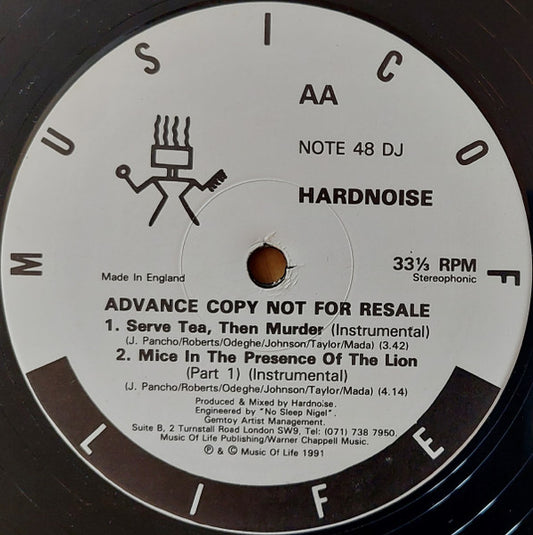 MUSIC OF LIFE
AA
NOTE 48 DJ
HARDNOISE
33⅓ RPM
Stereophonic
Made In England
ADVANCE COPY NOT FOR RESALE
1. Serve Tea, Then Murder (Instrumental)
(J. Pancho/Roberts/Odeghe/Johnson/Taylor/Mada) (3.42)
2. Mice In The Presence Of The Lion
(Part 1) (Instrumental)
(J. Pancho/Roberts/Odeghe/Johnson/Taylor/Mada) (4.14)
Produced & Mixed by Hardnoise.
Engineered by "No Sleep Nigel".
Gemtoy Artist Management.
Suite B, 2 Turnstall Road London SW9, Tel: (071) 738 7950.
Music Of Life Publishing/Warner Chappell Music.
℗ & © Music Of Life 1991